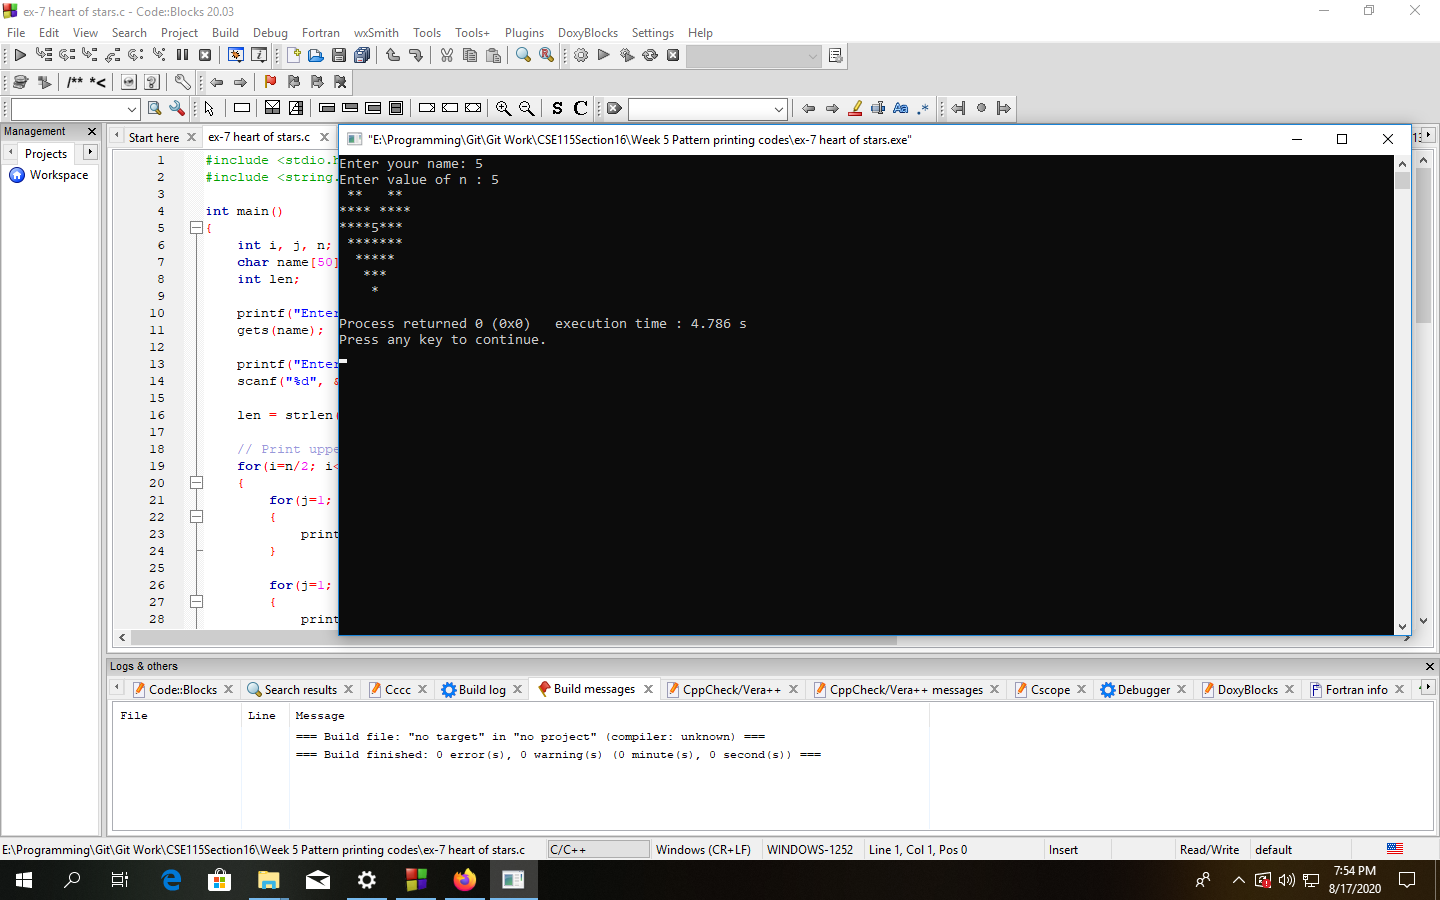 ex-7 heart of stars.c - Code::Blocks 20.03
File Edit View Search Project Build Debug Fortran wxSmith Tools Tools+ Plugins DoxyBlocks Settings Help
/** *<
S C
Aa .*
Management
Projects
Workspace
Start here
ex-7 heart of stars.c
"E:\Programming\Git\Git Work\CSE115Section16\Week 5 Pattern printing codes\ex-7 heart of stars.exe"
1 #include <stdio.h
2 #include <string.
3
4 int main()
5 {
6     int i, j, n;
7     char name[50]
8     int len;
9
10     printf("Enter
11     gets(name);
12
13     printf("Enter
14     scanf("%d", &
15
16     len = strlen(
17
18     // Print uppe
19     for(i=n/2; i<
20     {
21         for(j=1;
22         {
23             print
24         }
25
26         for(j=1;
27         {
28             print
Enter your name: 5
Enter value of n : 5
 **   **
**** ****
****5***
 *******
  *****
   ***
    *
Process returned 0 (0x0)   execution time : 4.786 s
Press any key to continue.
Logs & others
Code::Blocks Search results Cccc Build log Build messages CppCheck/Vera++ CppCheck/Vera++ messages Cscope Debugger DoxyBlocks Fortran info
File Line Message
=== Build file: "no target" in "no project" (compiler: unknown) ===
=== Build finished: 0 error(s), 0 warning(s) (0 minute(s), 0 second(s)) ===
E:\Programming\Git\Git Work\CSE115Section16\Week 5 Pattern printing codes\ex-7 heart of stars.c C/C++ Windows (CR+LF) WINDOWS-1252 Line 1, Col 1, Pos 0 Insert Read/Write default
7:54 PM
8/17/2020